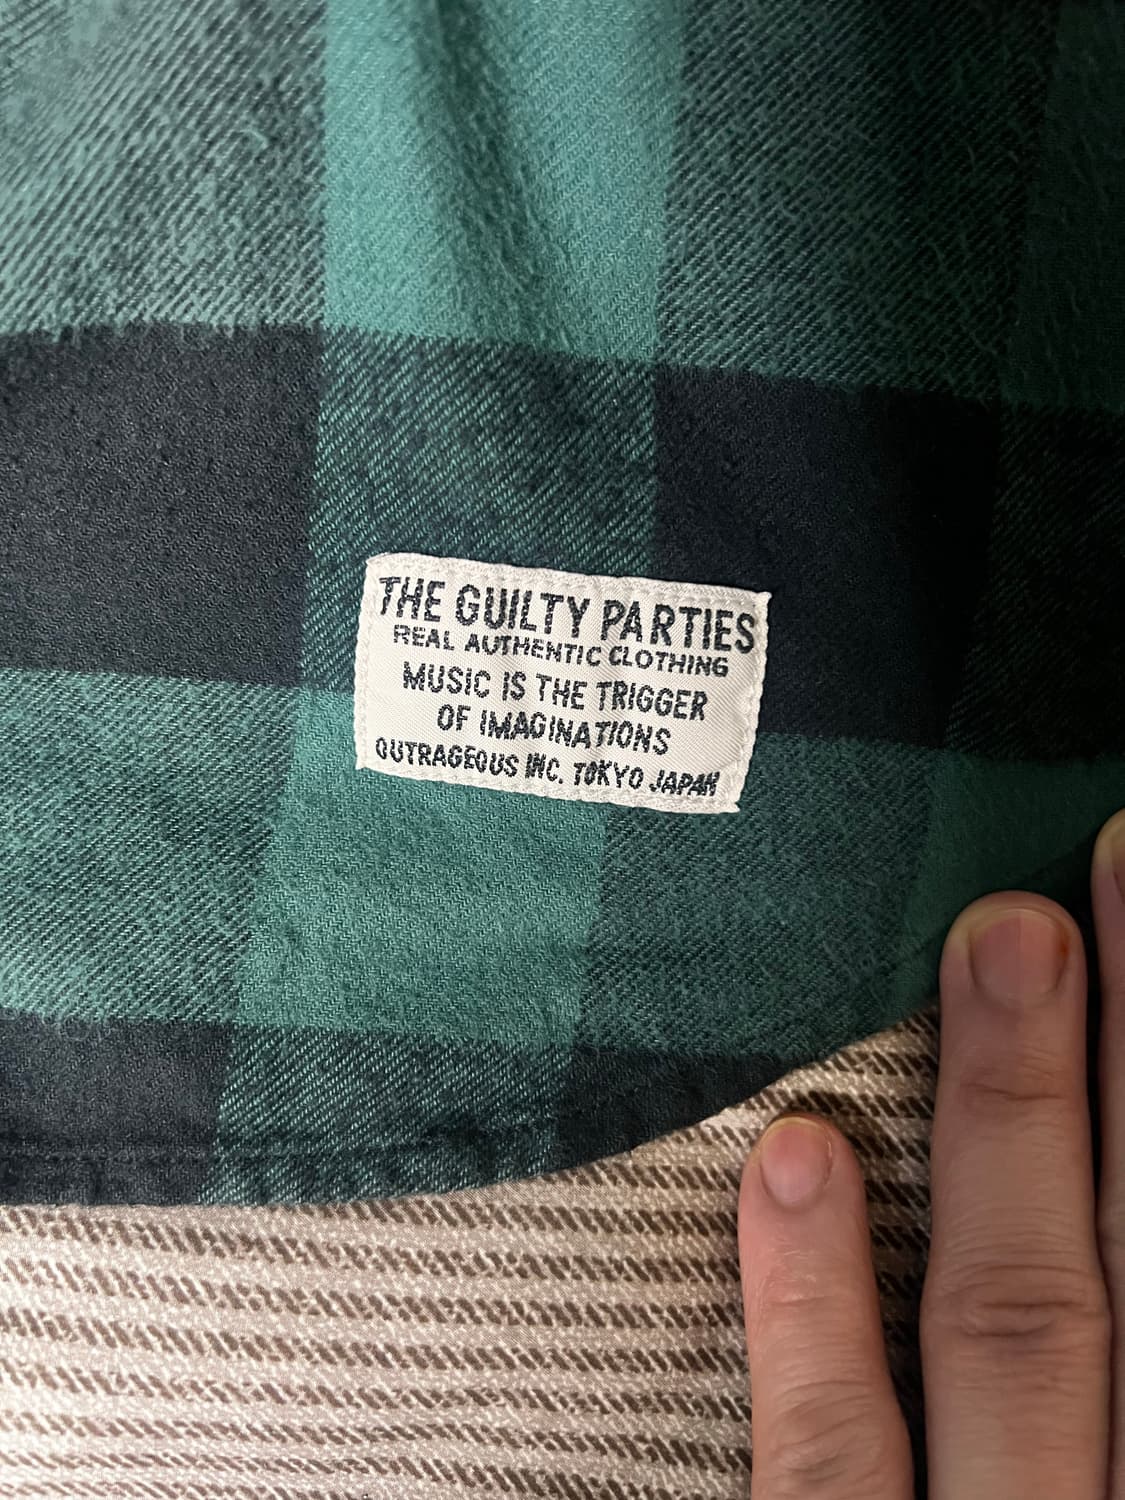 THE GUILTY PARTIES
REAL AUTHENTIC CLOTHING
MUSIC IS THE TRIGGER
OF IMAGINATIONS
OUTRAGEOUS INC. TOKYO JAPAN